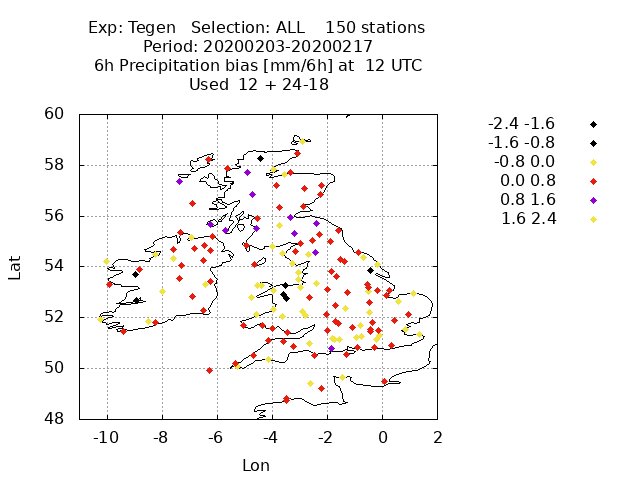 Exp: Tegen Selection: ALL 150 stations
Period: 20200203-20200217
6h Precipitation bias [mm/6h] at 12 UTC
Used 12 + 24-18
-2.4 -1.6
-1.6 -0.8
-0.8 0.0
0.0 0.8
0.8 1.6
1.6 2.4
60
58
56
54
52
50
48
Lat
-10 -8 -6 -4 -2 0 2
Lon